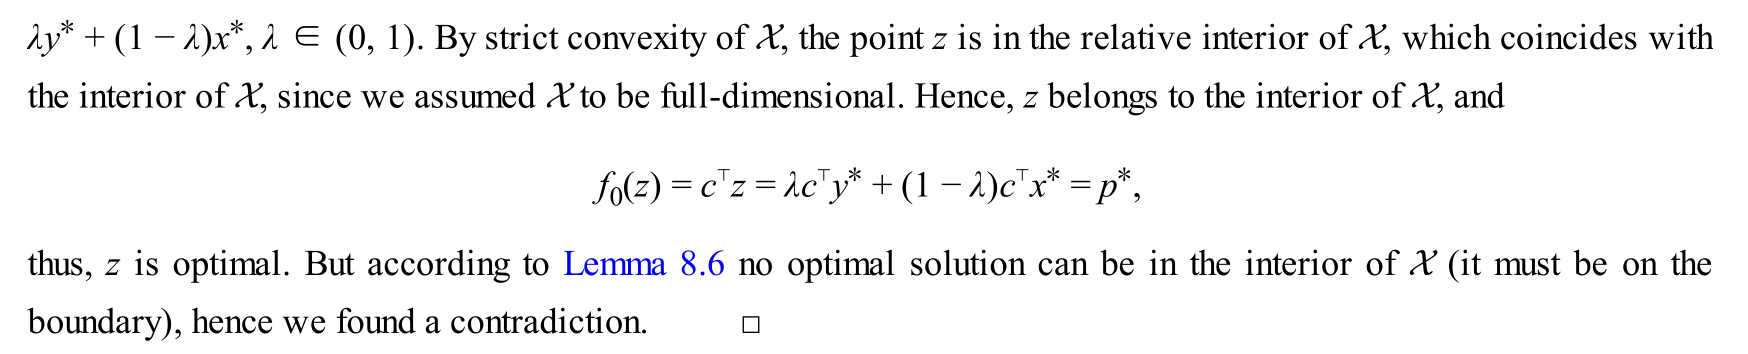 λy* + (1 − λ)x*, λ ∈ (0, 1). By strict convexity of 𝒳, the point z is in the relative interior of 𝒳, which coincides with
the interior of 𝒳, since we assumed 𝒳 to be full-dimensional. Hence, z belongs to the interior of 𝒳, and
f₀(z) = c⊤z = λc⊤y* + (1 − λ)c⊤x* = p*,
thus, z is optimal. But according to Lemma 8.6 no optimal solution can be in the interior of 𝒳 (it must be on the
boundary), hence we found a contradiction. □